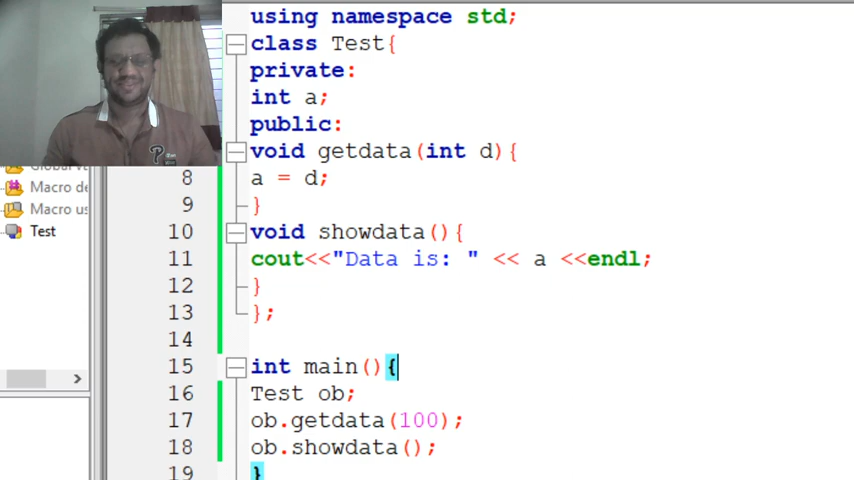 using namespace std;
class Test{
private:
int a;
public:
void getdata(int d){
8 a = d;
9 }
10 void showdata(){
11 cout<<"Data is: " << a <<endl;
12 }
13 };
14
15 int main(){
16 Test ob;
17 ob.getdata(100);
18 ob.showdata();
19 }
Macro de
Macro us
Test